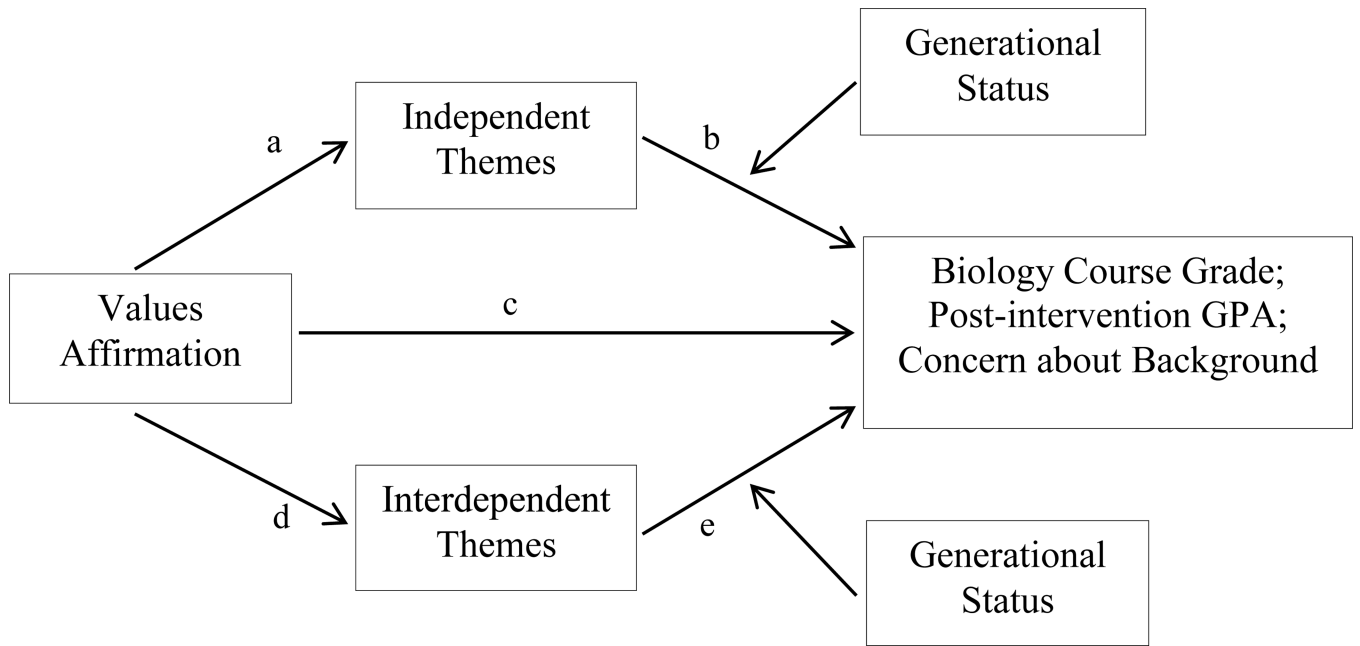 Generational
Status
Independent
Themes
a
b
Values
Affirmation
c
Biology Course Grade;
Post-intervention GPA;
Concern about Background
d
Interdependent
Themes
e
Generational
Status